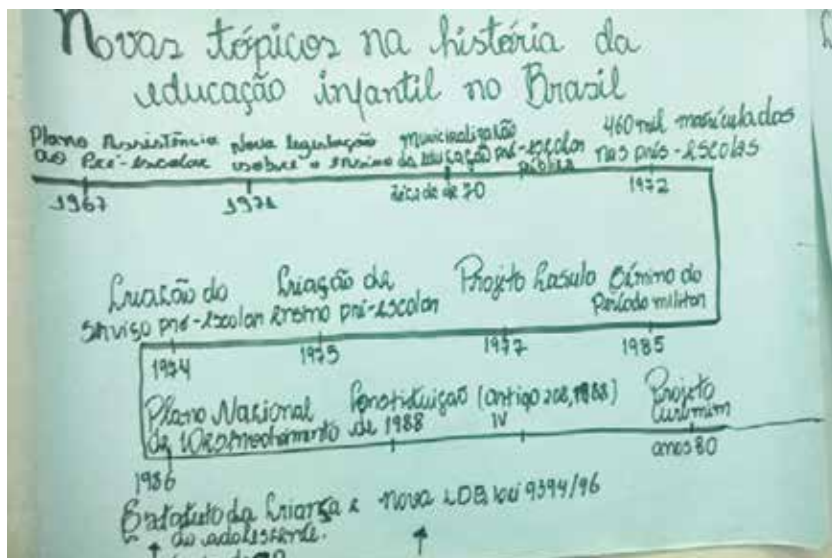 Novas tópicos na história da
educação infantil no Brasil
Plano Assistência
ao Pré-escolar
Nova legislação
sobre o ensino
municipalização
da educação pré-escolar
pública
460 mil matriculados
nas prés-escolas
1967
1971
década de 70
1972
Criação do
serviço pré-escolar
Criação de
ensino pré-escolar
Projeto Casulo
Término do
Período militar
1974
1975
1977
1985
Plano Nacional
de
Constituição
de 1988
(antigo 208, 1988)
IV
Projeto
Curumim
1986
anos 80
Estatuto da Criança e
do adolescente.
nova LDB lei 9394/96